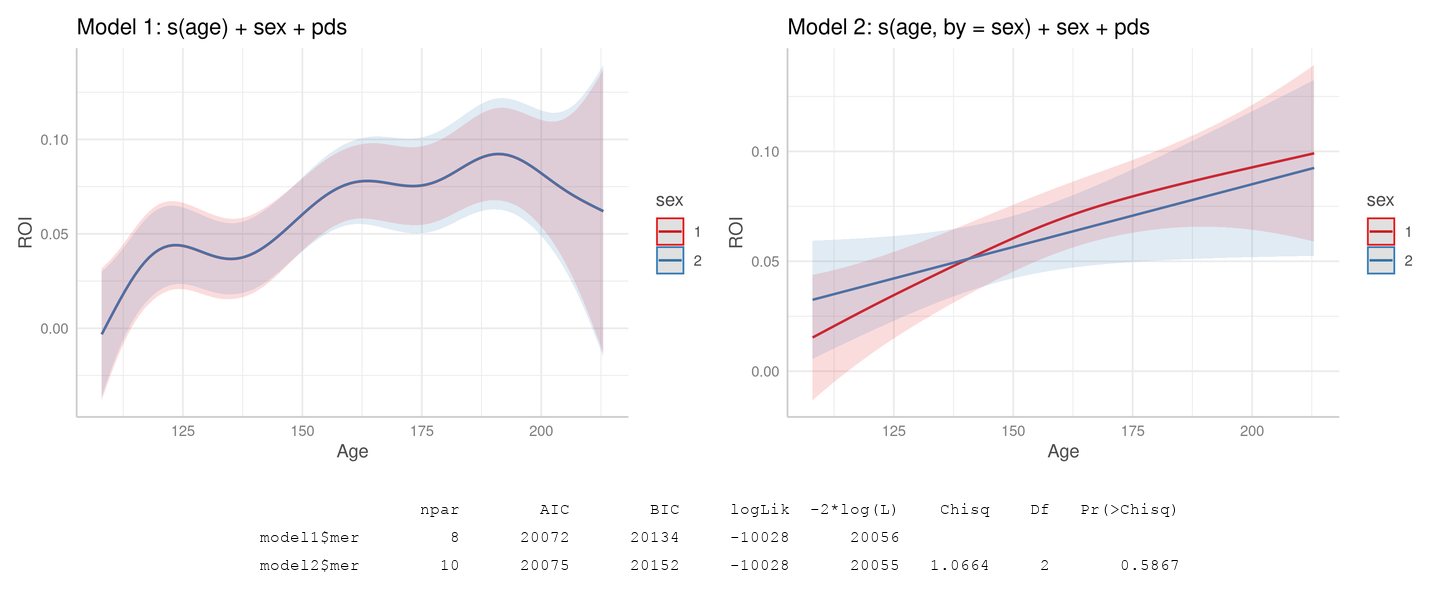 Model 1: s(age) + sex + pds
ROI
0.10
0.05
0.00
125 150 175 200
Age
sex
1
2
Model 2: s(age, by = sex) + sex + pds
ROI
0.10
0.05
0.00
125 150 175 200
Age
sex
1
2
npar AIC BIC logLik -2*log(L) Chisq Df Pr(>Chisq)
model1$mer 8 20072 20134 -10028 20056
model2$mer 10 20075 20152 -10028 20055 1.0664 2 0.5867